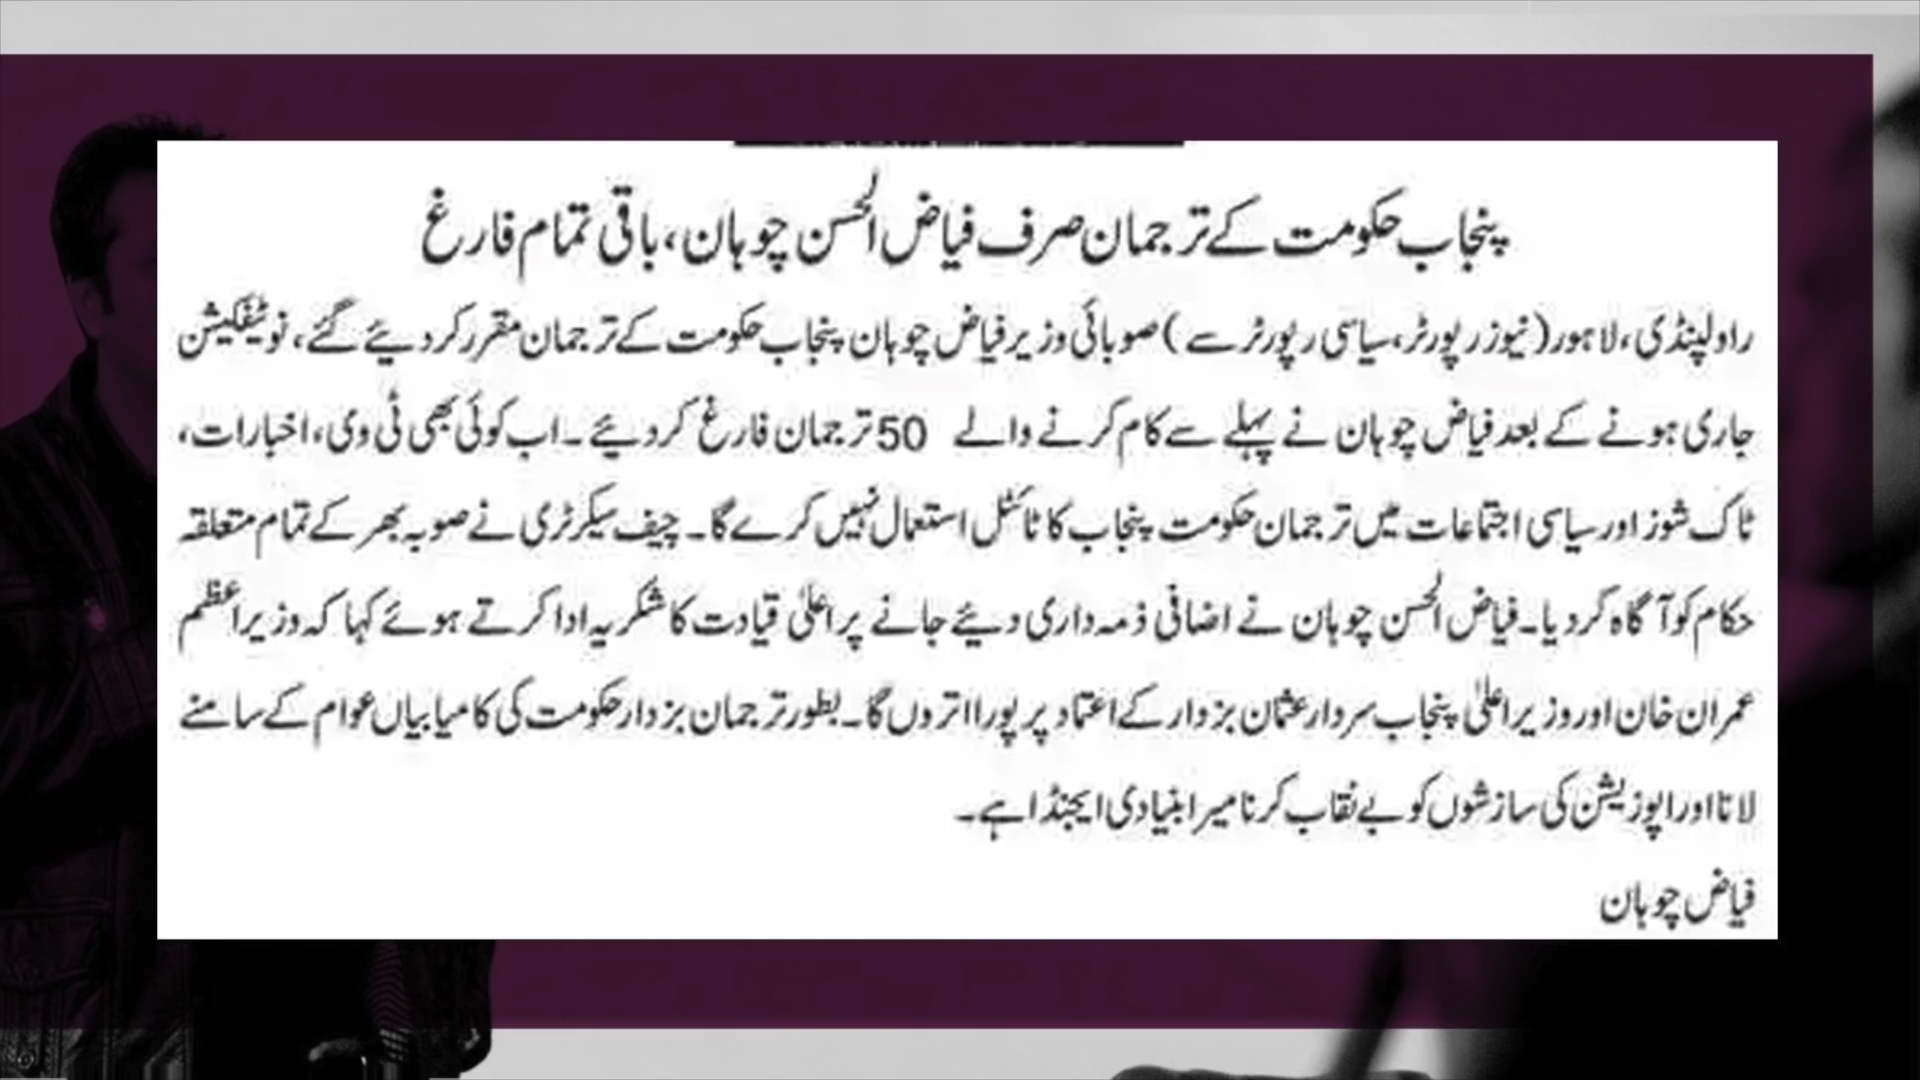 پنجاب حکومت کے ترجمان صرف فیاض الحسن چوہان، باقی تمام فارغ
راولپنڈی، لاہور (نیوز رپورٹر، سیاسی رپورٹر سے) صوبائی وزیر فیاض چوہان پنجاب حکومت کے ترجمان مقرر کر دیئے گئے، نوٹیفکیشن
جاری ہونے کے بعد فیاض چوہان نے پہلے سے کام کرنے والے 50 ترجمان فارغ کر دیئے۔ اب کوئی بھی ٹی وی، اخبارات،
ٹاک شوز اور سیاسی اجتماعات میں ترجمان حکومت پنجاب کا ٹائٹل استعمال نہیں کرے گا۔ چیف سیکرٹری نے صوبہ بھر کے تمام متعلقہ
حکام کو آگاہ کر دیا۔ فیاض الحسن چوہان نے اضافی ذمہ داری دیئے جانے پر اعلیٰ قیادت کا شکریہ ادا کرتے ہوئے کہا کہ وزیراعظم
عمران خان اور وزیراعلیٰ پنجاب سردار عثمان بزدار کے اعتماد پر پورا اتروں گا۔ بطور ترجمان بزدار حکومت کی کامیابیاں عوام کے سامنے
لانا اور اپوزیشن کی سازشوں کو بے نقاب کرنا میرا بنیادی ایجنڈا ہے۔
فیاض چوہان